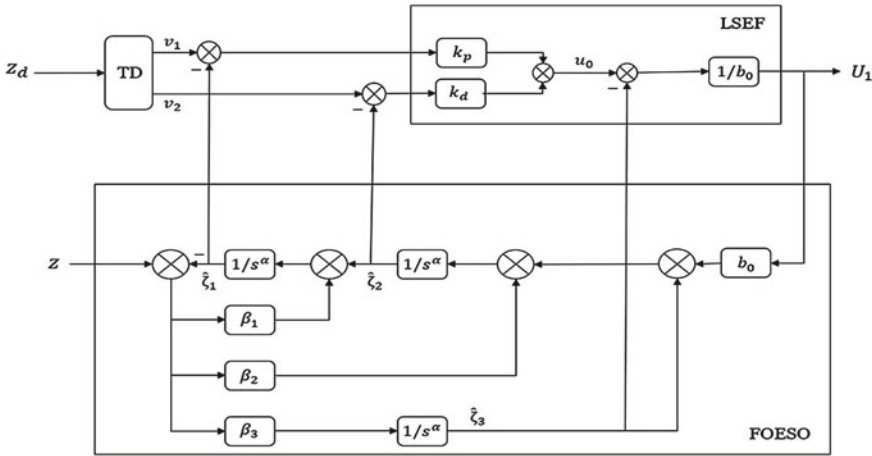 LSEF
Z_d
TD
v_1
v_2
−
−
k_p
k_d
u_0
−
1/b_0
U_1
Z
−
ζ̂_1
1/s^α
ζ̂_2
1/s^α
b_0
β_1
β_2
β_3
1/s^α
ζ̂_3
FOESO